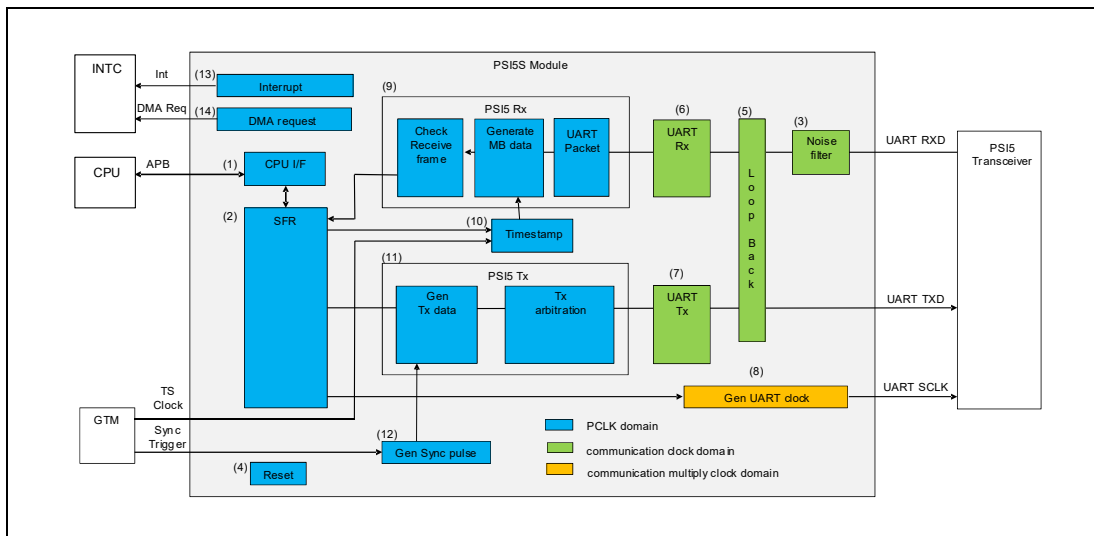 PSI5S Module
INTC
Int
(13)
Interrupt
DMA Req
(14)
DMA request
CPU
APB
(1)
CPU I/F
(2)
SFR
(9)
PSI5 Rx
Check
Receive
frame
Generate
MB data
UART
Packet
(6)
UART
Rx
(5)
L
o
o
p
B
a
c
k
(3)
Noise
filter
UART RXD
PSI5
Transceiver
(10)
Timestamp
(11)
PSI5 Tx
Gen
Tx data
Tx
arbitration
(7)
UART
Tx
UART TXD
(8)
Gen UART clock
UART SCLK
GTM
TS
Clock
Sync
Trigger
(12)
Gen Sync pulse
(4)
Reset
PCLK domain
communication clock domain
communication multiply clock domain